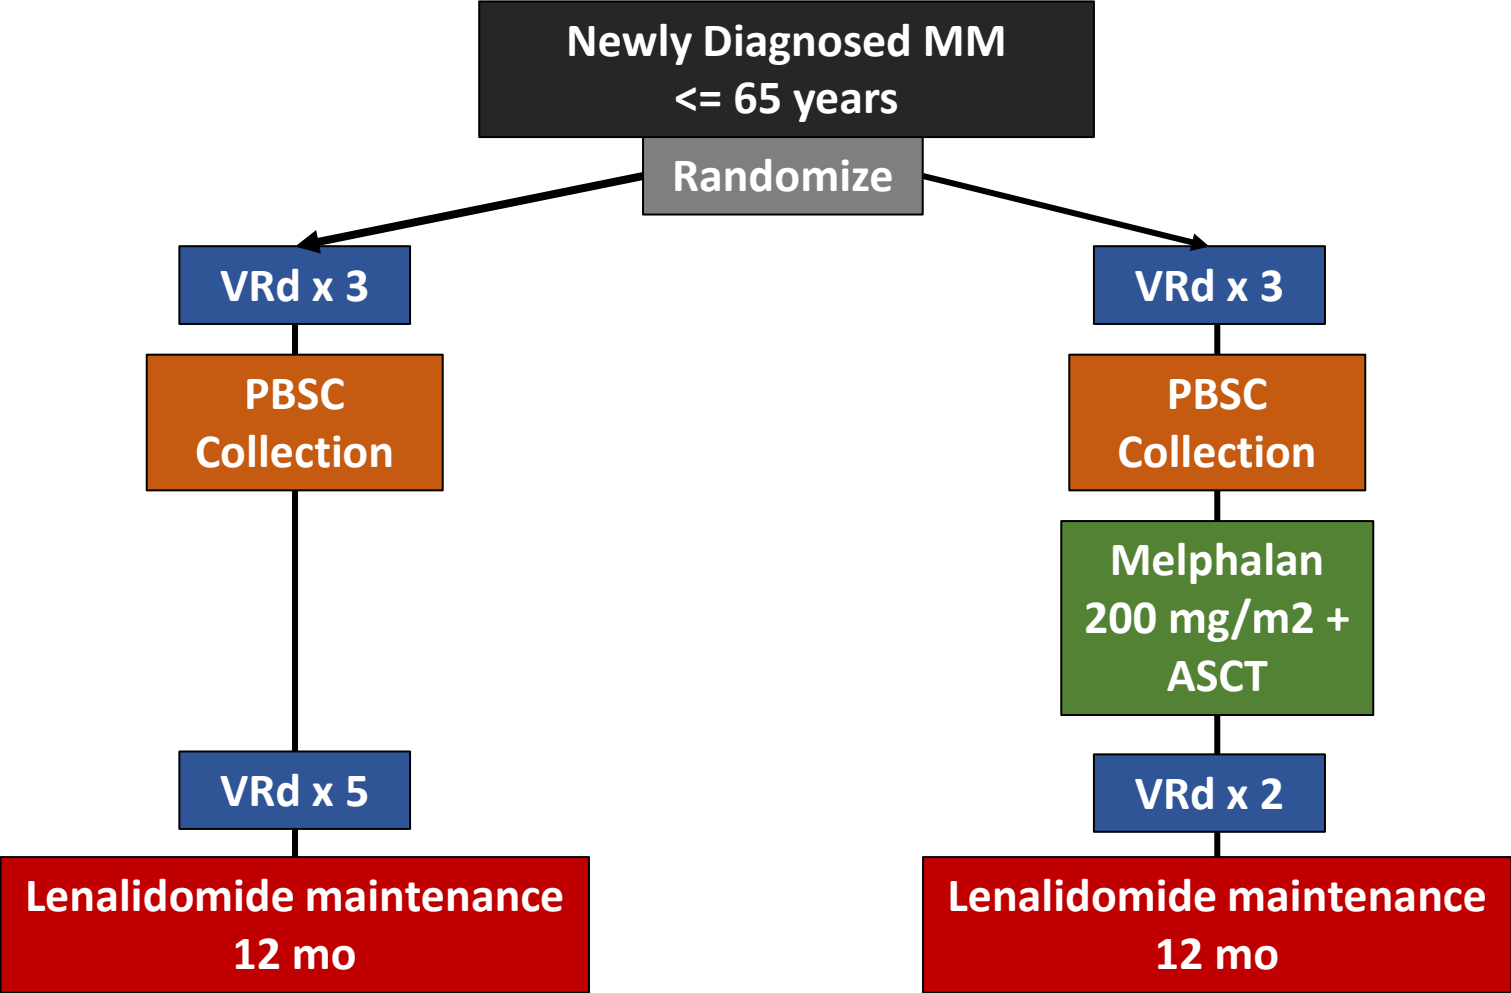 Newly Diagnosed MM
<= 65 years
Randomize
VRd x 3
PBSC
Collection
VRd x 5
Lenalidomide maintenance
12 mo
VRd x 3
PBSC
Collection
Melphalan
200 mg/m2 +
ASCT
VRd x 2
Lenalidomide maintenance
12 mo